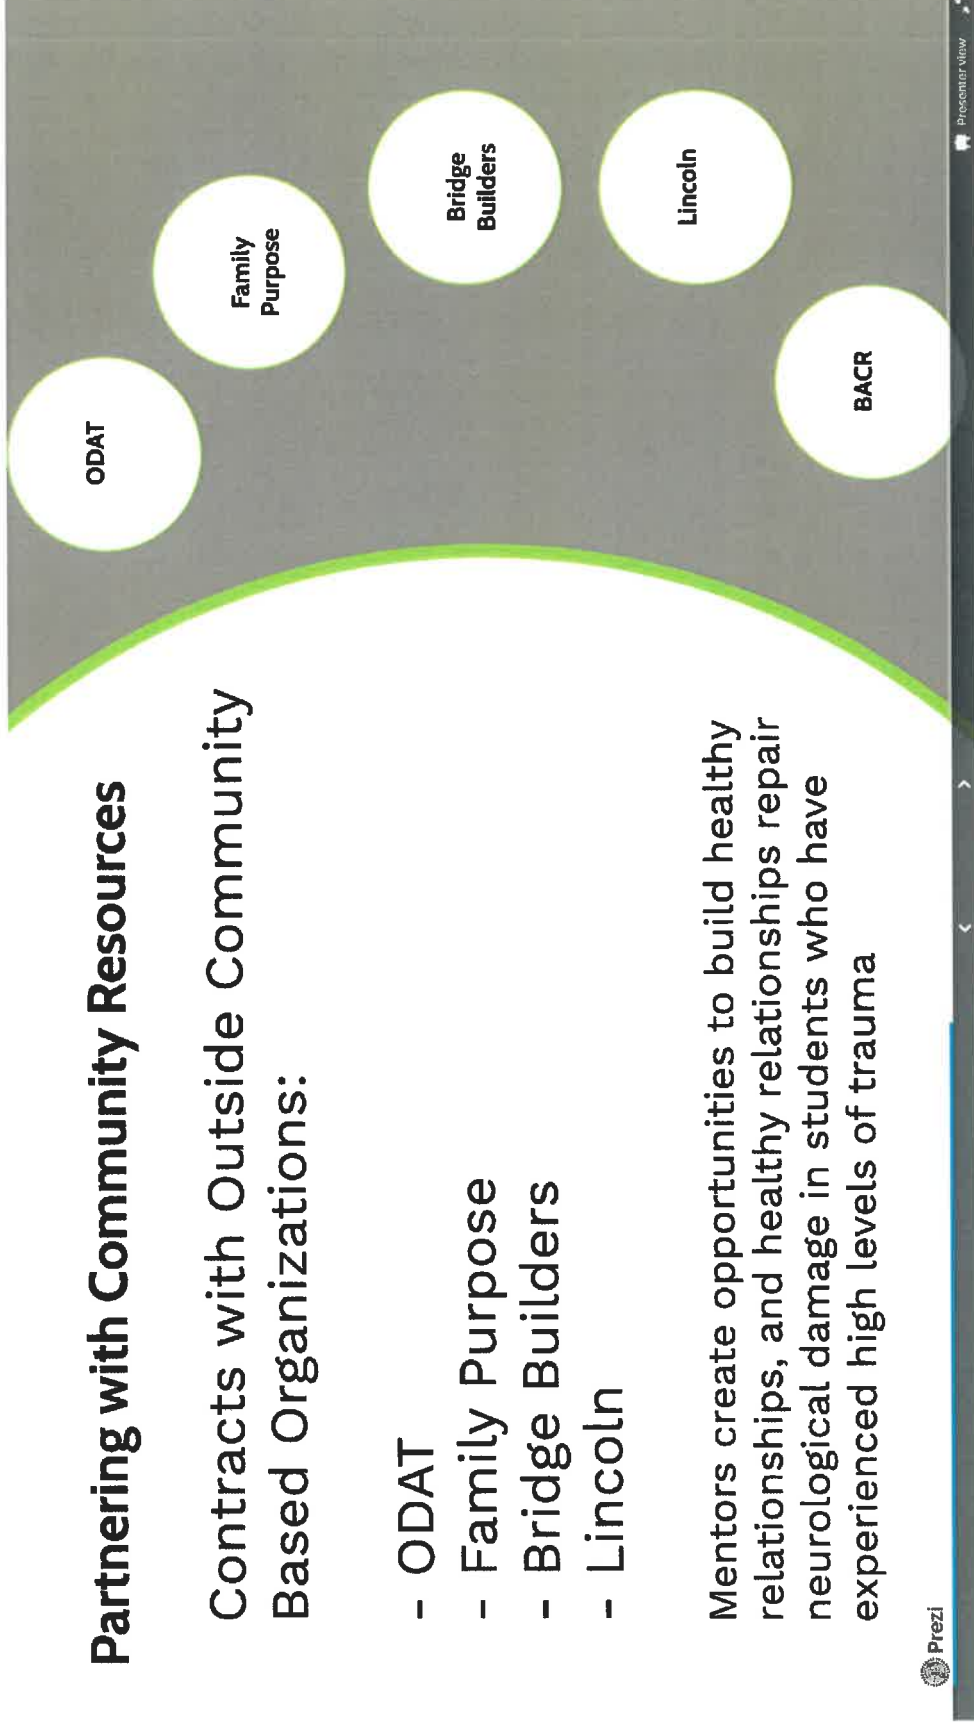 Partnering with Community Resources
Contracts with Outside Community
Based Organizations:
- ODAT
- Family Purpose
- Bridge Builders
- Lincoln
Mentors create opportunities to build healthy
relationships, and healthy relationships repair
neurological damage in students who have
experienced high levels of trauma
ODAT
Family
Purpose
Bridge
Builders
Lincoln
BACR
Prezi
Presenter view